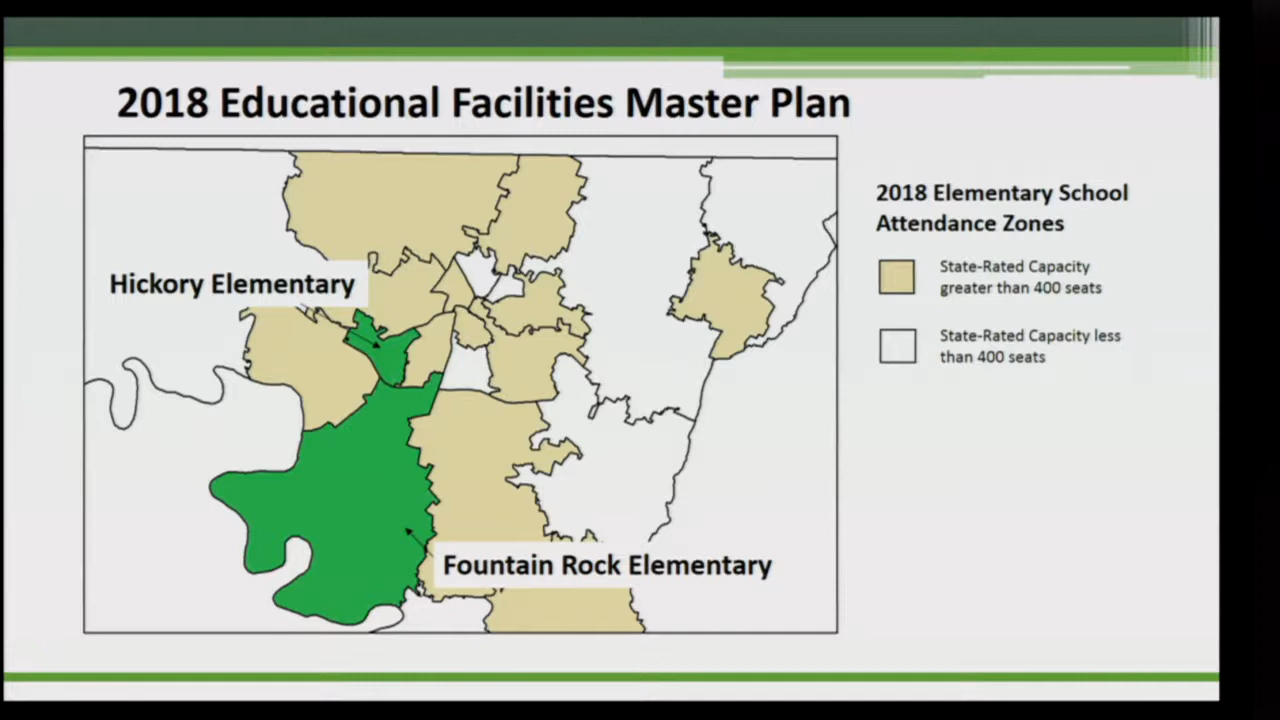 2018 Educational Facilities Master Plan
Hickory Elementary
Fountain Rock Elementary
2018 Elementary School
Attendance Zones
State-Rated Capacity
greater than 400 seats
State-Rated Capacity less
than 400 seats